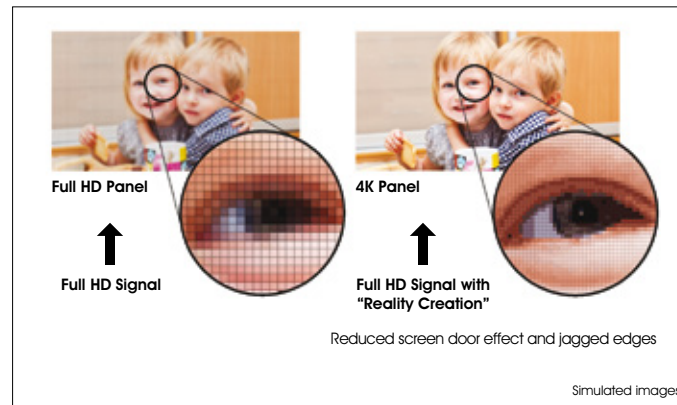 Full HD Panel
4K Panel
Full HD Signal
Full HD Signal with
“Reality Creation”
Reduced screen door effect and jagged edges
Simulated images